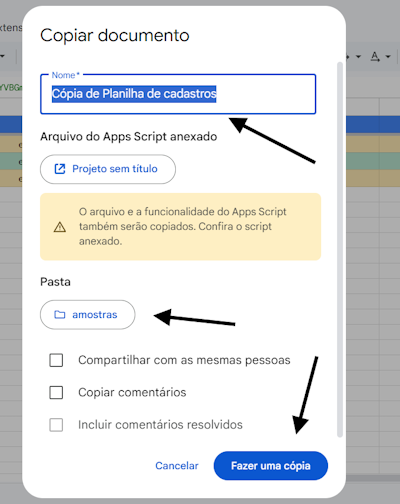 Copiar documento
extens
Nome*
YVBGr
Cópia de Planilha de cadastros
Arquivo do Apps Script anexado
Projeto sem título
O arquivo e a funcionalidade do Apps Script
também serão copiados. Confira o script
anexado.
Pasta
amostras
Compartilhar com as mesmas pessoas
Copiar comentários
Incluir comentários resolvidos
Cancelar
Fazer uma cópia